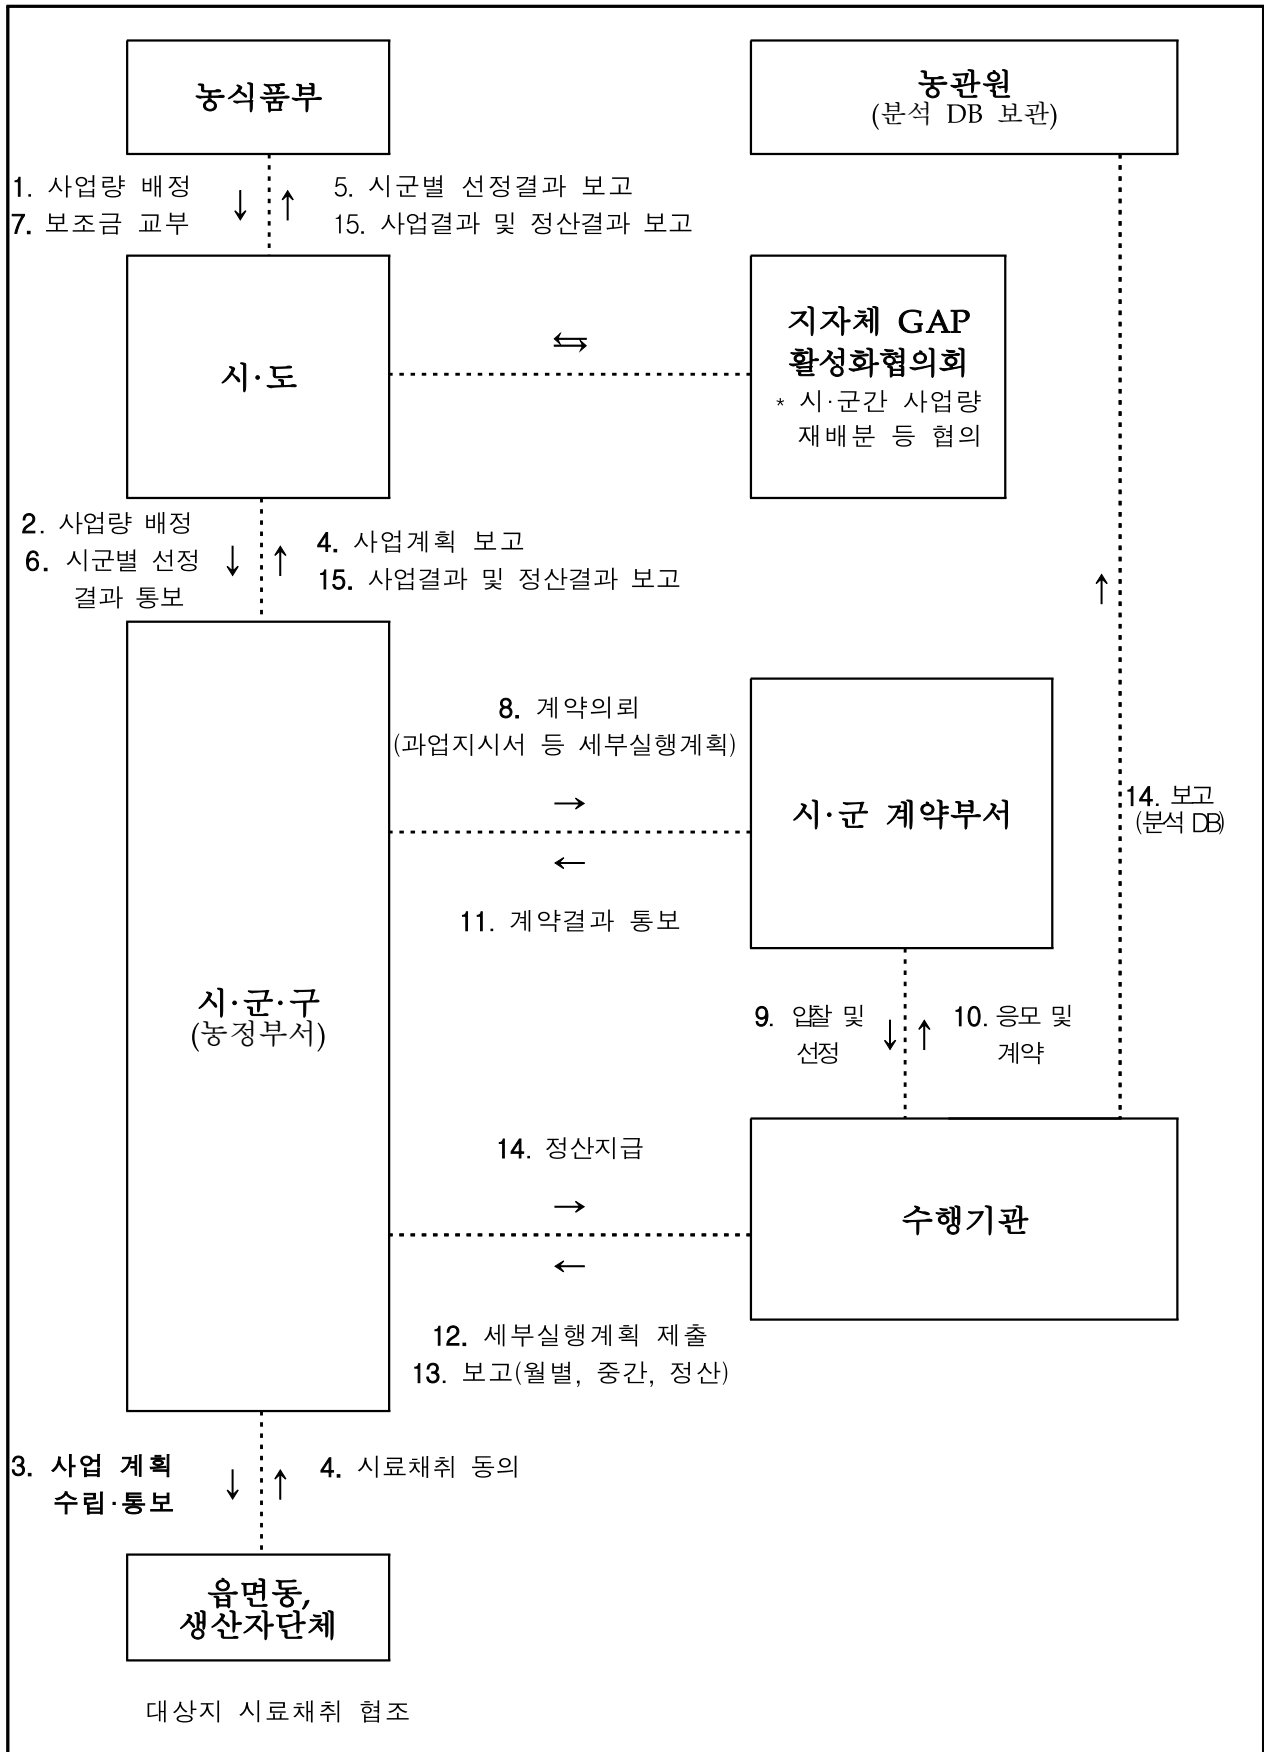 농식품부
농관원
(분석 DB 보관)
1. 사업량 배정
7. 보조금 교부
↓
↑
5. 시군별 선정결과 보고
15. 사업결과 및 정산결과 보고
시·도
⇆
지자체 GAP
활성화협의회
* 시·군간 사업량
재배분 등 협의
2. 사업량 배정
6. 시군별 선정
결과 통보
↓
↑
4. 사업계획 보고
15. 사업결과 및 정산결과 보고
↑
8. 계약의뢰
(과업지시서 등 세부실행계획)
→
←
11. 계약결과 통보
시·군 계약부서
14. 보고
(분석 DB)
시·군·구
(농정부서)
9. 입찰 및
선정
↓
↑
10. 응모 및
계약
14. 정산지급
→
←
수행기관
12. 세부실행계획 제출
13. 보고(월별, 중간, 정산)
3. 사업 계획
수립·통보
↓
↑
4. 시료채취 동의
읍면동,
생산자단체
대상지 시료채취 협조